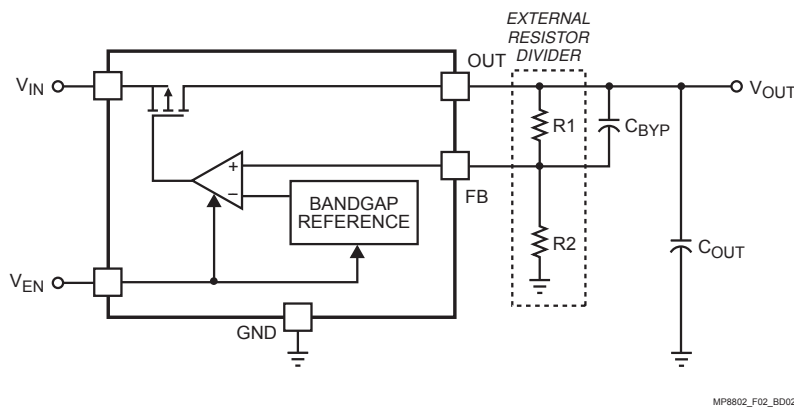 EXTERNAL
RESISTOR
DIVIDER
OUT
VIN
VOUT
R1
CBYP
+
–
FB
BANDGAP
REFERENCE
R2
COUT
VEN
GND
MP8802_F02_BD02